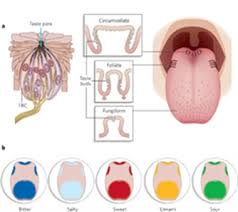 a
Taste pore
Circumvallate
Foliate
Taste
buds
TRC
Fungiform
b
Bitter
Salty
Sweet
Umami
Sour